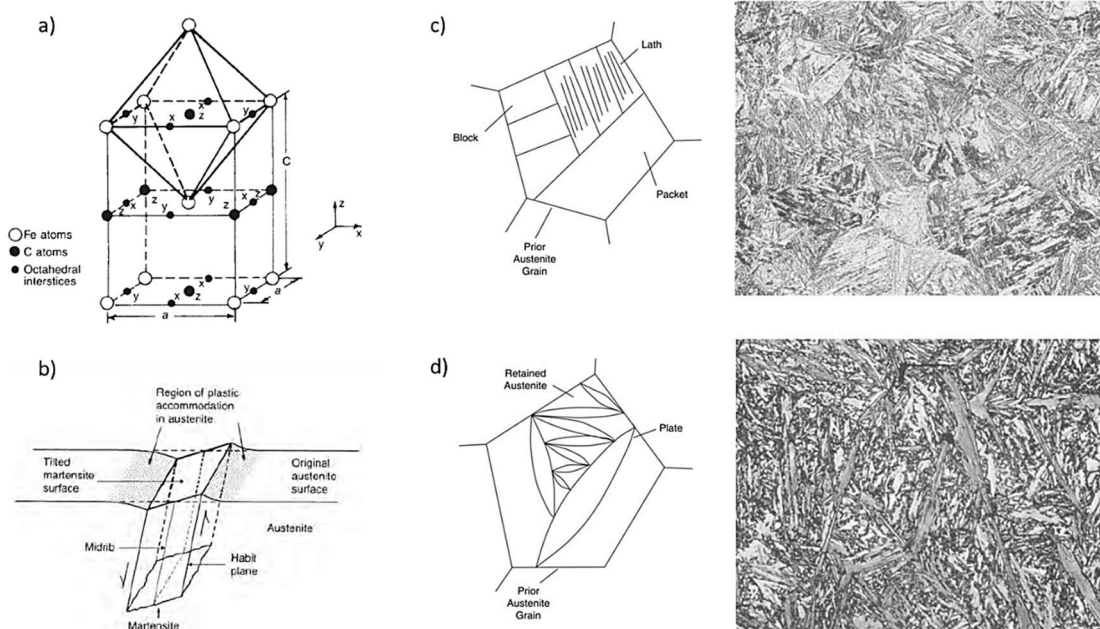 a)
x
y
z
y
x
C
y
x
z
z
x
y
z
z
x
y
x
y
z
y
x
a
a
Fe atoms
C atoms
Octahedral
interstices
b)
Region of plastic
accommodation
in austenite
Tilted
martensite
surface
Original
austenite
surface
Austenite
Midrib
Habit
plane
Martensite
c)
Lath
Block
Packet
Prior
Austenite
Grain
d)
Retained
Austenite
Plate
Prior
Austenite
Grain